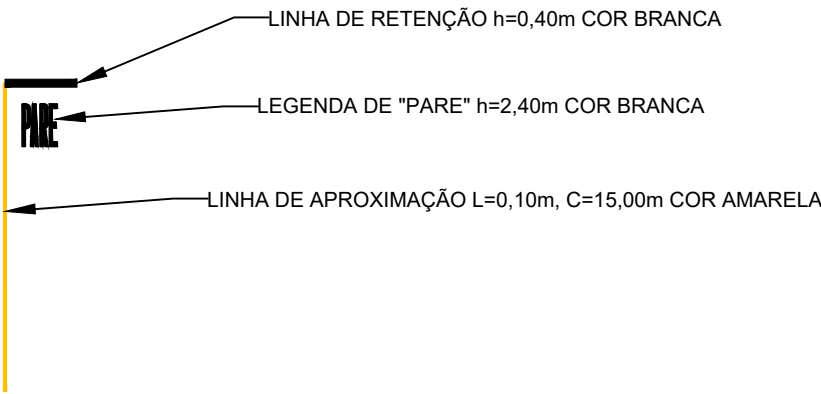 LINHA DE RETENÇÃO h=0,40m COR BRANCA
PARE
LEGENDA DE "PARE" h=2,40m COR BRANCA
LINHA DE APROXIMAÇÃO L=0,10m, C=15,00m COR AMARELA